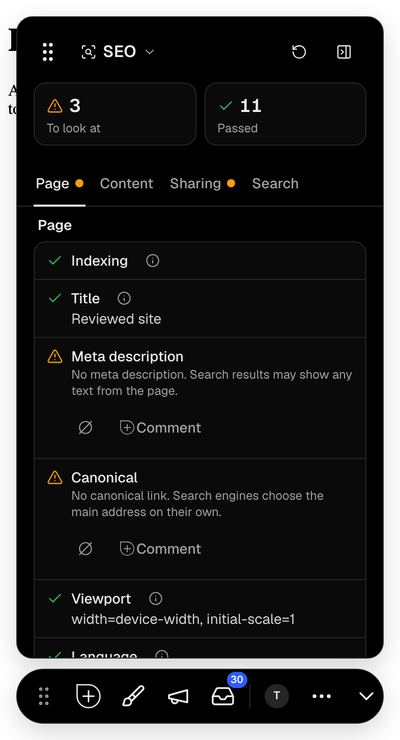 SEO
3
To look at
11
Passed
Page
Content
Sharing
Search
Page
Indexing
Title
Reviewed site
Meta description
No meta description. Search results may show any
text from the page.
Comment
Canonical
No canonical link. Search engines choose the
main address on their own.
Comment
Viewport
width=device-width, initial-scale=1
Language
30
T